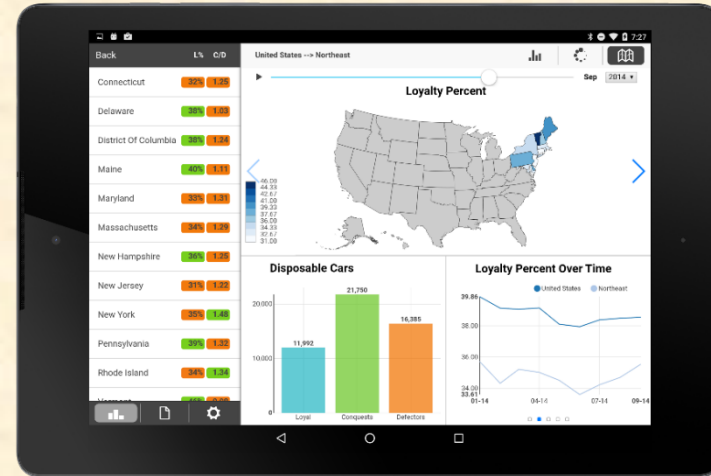 7:27
Back L% C/D
Connecticut 32% 1.25
Delaware 38% 1.03
District Of Columbia 38% 1.24
Maine 40% 1.11
Maryland 33% 1.31
Massachusetts 34% 1.29
New Hampshire 36% 1.25
New Jersey 31% 1.22
New York 35% 1.48
Pennsylvania 39% 1.32
Rhode Island 34% 1.34
United States --> Northeast
Sep 2014
Loyalty Percent
46.00
44.33
42.67
41.00
39.33
37.67
36.00
34.33
32.67
31.00
Disposable Cars
20,000
10,000
0
11,992
21,750
16,385
Loyal Conquests Defectors
Loyalty Percent Over Time
United States Northeast
39.86
38.00
36.00
34.00
33.61
01-14 04-14 07-14 09-14